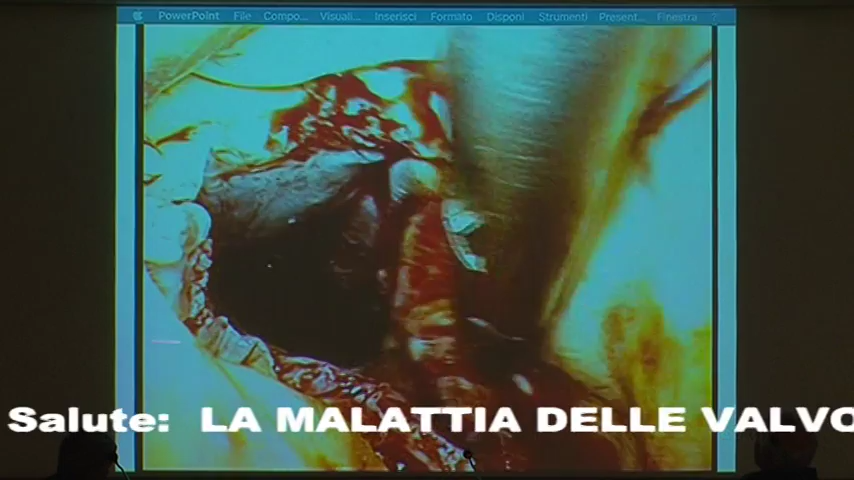 PowerPoint File Compo... Visuali... Inserisci Formato Disponi Strumenti Present... Finestra ?
Salute: LA MALATTIA DELLE VALVO